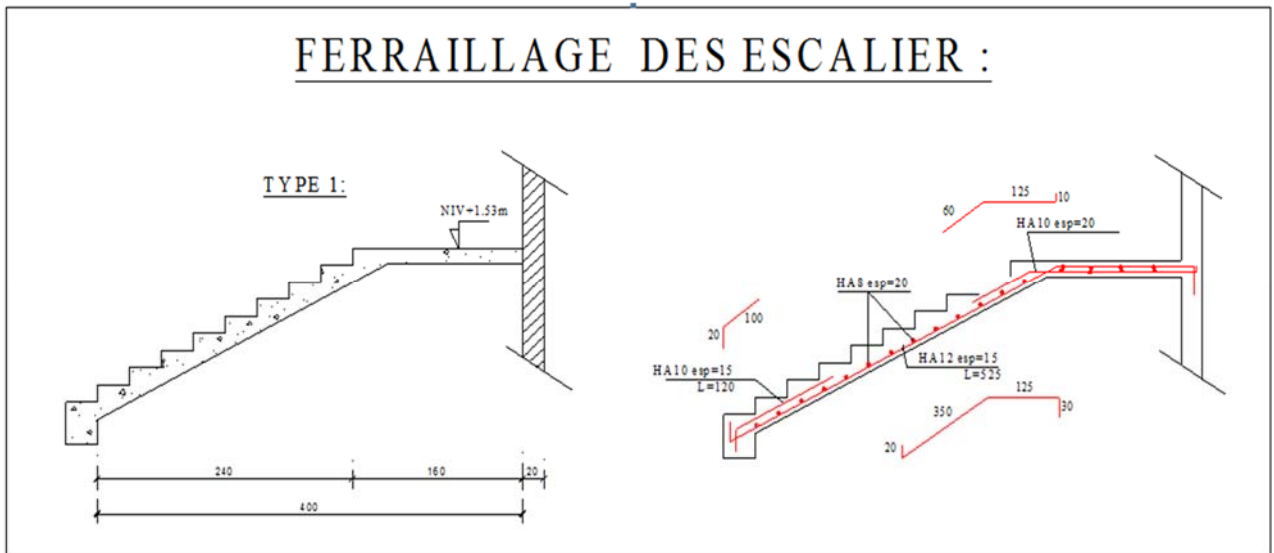 FERRAILLAGE DES ESCALIER :
TYPE 1:
NIV+1.53m
240
160
20
400
125
10
60
HA10 esp=20
HA8 esp=20
100
20
HA10 esp=15
L=120
HA12 esp=15
L=525
125
350
30
20